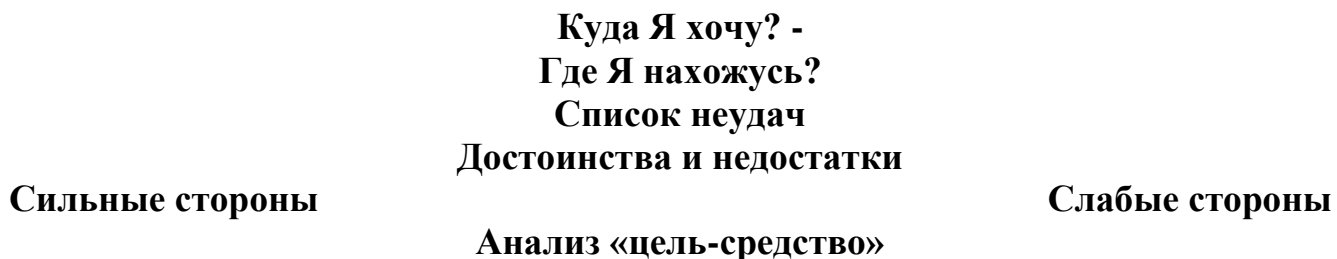 Куда Я хочу? -
Где Я нахожусь?
Список неудач
Достоинства и недостатки
Сильные стороны Слабые стороны
Анализ «цель-средство»